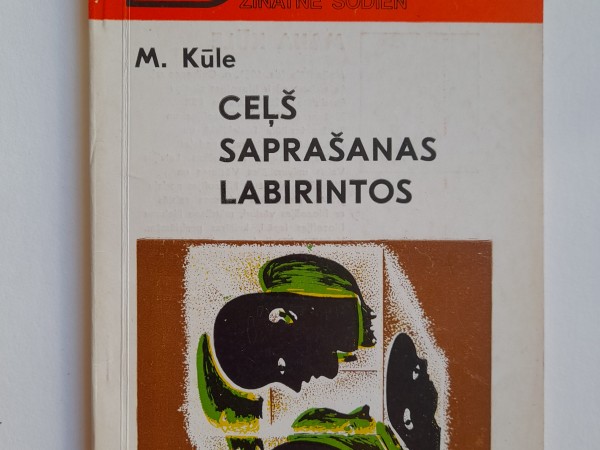 ZINĀTNE ŠODIEN
M. Kūle
CEĻŠ
SAPRAŠANAS
LABIRINTOS